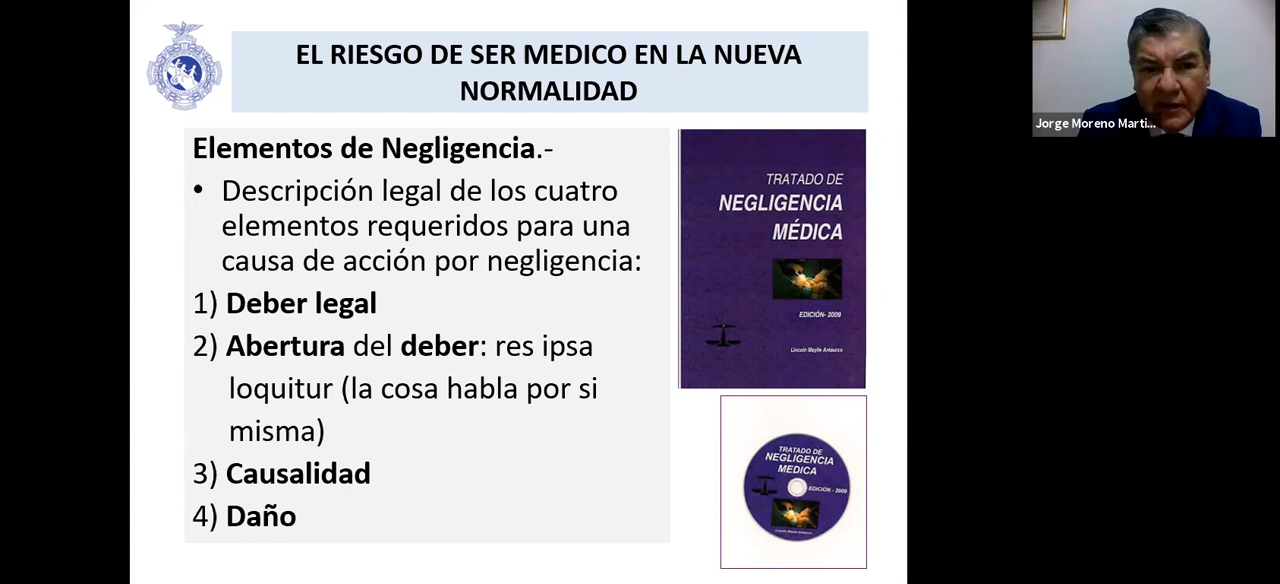 EL RIESGO DE SER MEDICO EN LA NUEVA
NORMALIDAD
Elementos de Negligencia.-
• Descripción legal de los cuatro
elementos requeridos para una
causa de acción por negligencia:
1) Deber legal
2) Abertura del deber: res ipsa
loquitur (la cosa habla por si
misma)
3) Causalidad
4) Daño
TRATADO DE
NEGLIGENCIA
MÉDICA
EDICIÓN- 2009
Lincoln Maylle Antaurco
TRATADO DE
NEGLIGENCIA
MEDICA
EDICIÓN - 2009
Jorge Moreno Marti...